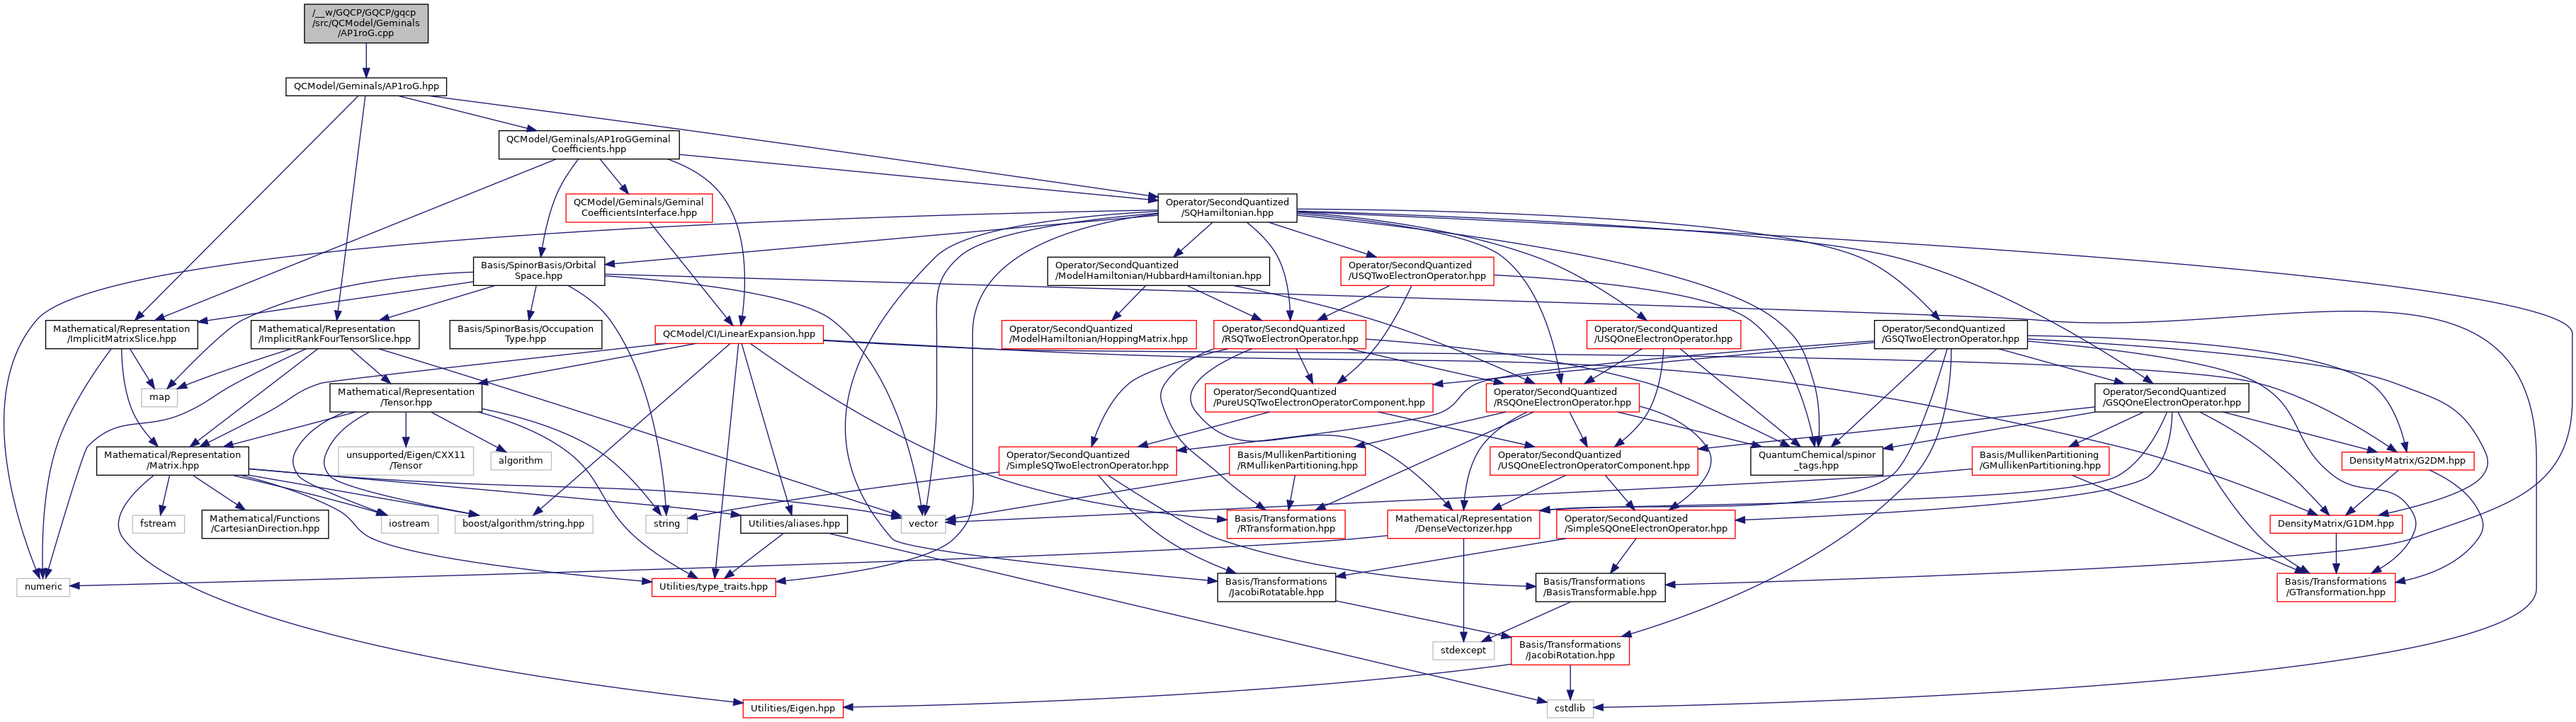 /__w/GQCP/GQCP/gqcp
/src/QCModel/Geminals
/AP1roG.cpp
QCModel/Geminals/AP1roG.hpp
QCModel/Geminals/AP1roGGeminal
Coefficients.hpp
QCModel/Geminals/Geminal
CoefficientsInterface.hpp
Operator/SecondQuantized
/SQHamiltonian.hpp
Basis/SpinorBasis/Orbital
Space.hpp
Operator/SecondQuantized
/ModelHamiltonian/HubbardHamiltonian.hpp
Operator/SecondQuantized
/USQTwoElectronOperator.hpp
Mathematical/Representation
/ImplicitMatrixSlice.hpp
Mathematical/Representation
/ImplicitRankFourTensorSlice.hpp
Basis/SpinorBasis/Occupation
Type.hpp
QCModel/CI/LinearExpansion.hpp
Operator/SecondQuantized
/ModelHamiltonian/HoppingMatrix.hpp
Operator/SecondQuantized
/RSQTwoElectronOperator.hpp
Operator/SecondQuantized
/USQOneElectronOperator.hpp
Operator/SecondQuantized
/GSQTwoElectronOperator.hpp
map
Mathematical/Representation
/Tensor.hpp
Operator/SecondQuantized
/PureUSQTwoElectronOperatorComponent.hpp
Operator/SecondQuantized
/RSQOneElectronOperator.hpp
Operator/SecondQuantized
/GSQOneElectronOperator.hpp
Mathematical/Representation
/Matrix.hpp
unsupported/Eigen/CXX11
/Tensor
algorithm
Operator/SecondQuantized
/SimpleSQTwoElectronOperator.hpp
Basis/MullikenPartitioning
/RMullikenPartitioning.hpp
Operator/SecondQuantized
/USQOneElectronOperatorComponent.hpp
QuantumChemical/spinor
_tags.hpp
Basis/MullikenPartitioning
/GMullikenPartitioning.hpp
DensityMatrix/G2DM.hpp
fstream
Mathematical/Functions
/CartesianDirection.hpp
iostream
boost/algorithm/string.hpp
string
Utilities/aliases.hpp
vector
Basis/Transformations
/RTransformation.hpp
Mathematical/Representation
/DenseVectorizer.hpp
Operator/SecondQuantized
/SimpleSQOneElectronOperator.hpp
DensityMatrix/G1DM.hpp
numeric
Utilities/type_traits.hpp
Basis/Transformations
/JacobiRotatable.hpp
Basis/Transformations
/BasisTransformable.hpp
Basis/Transformations
/GTransformation.hpp
stdexcept
Basis/Transformations
/JacobiRotation.hpp
Utilities/Eigen.hpp
cstdlib